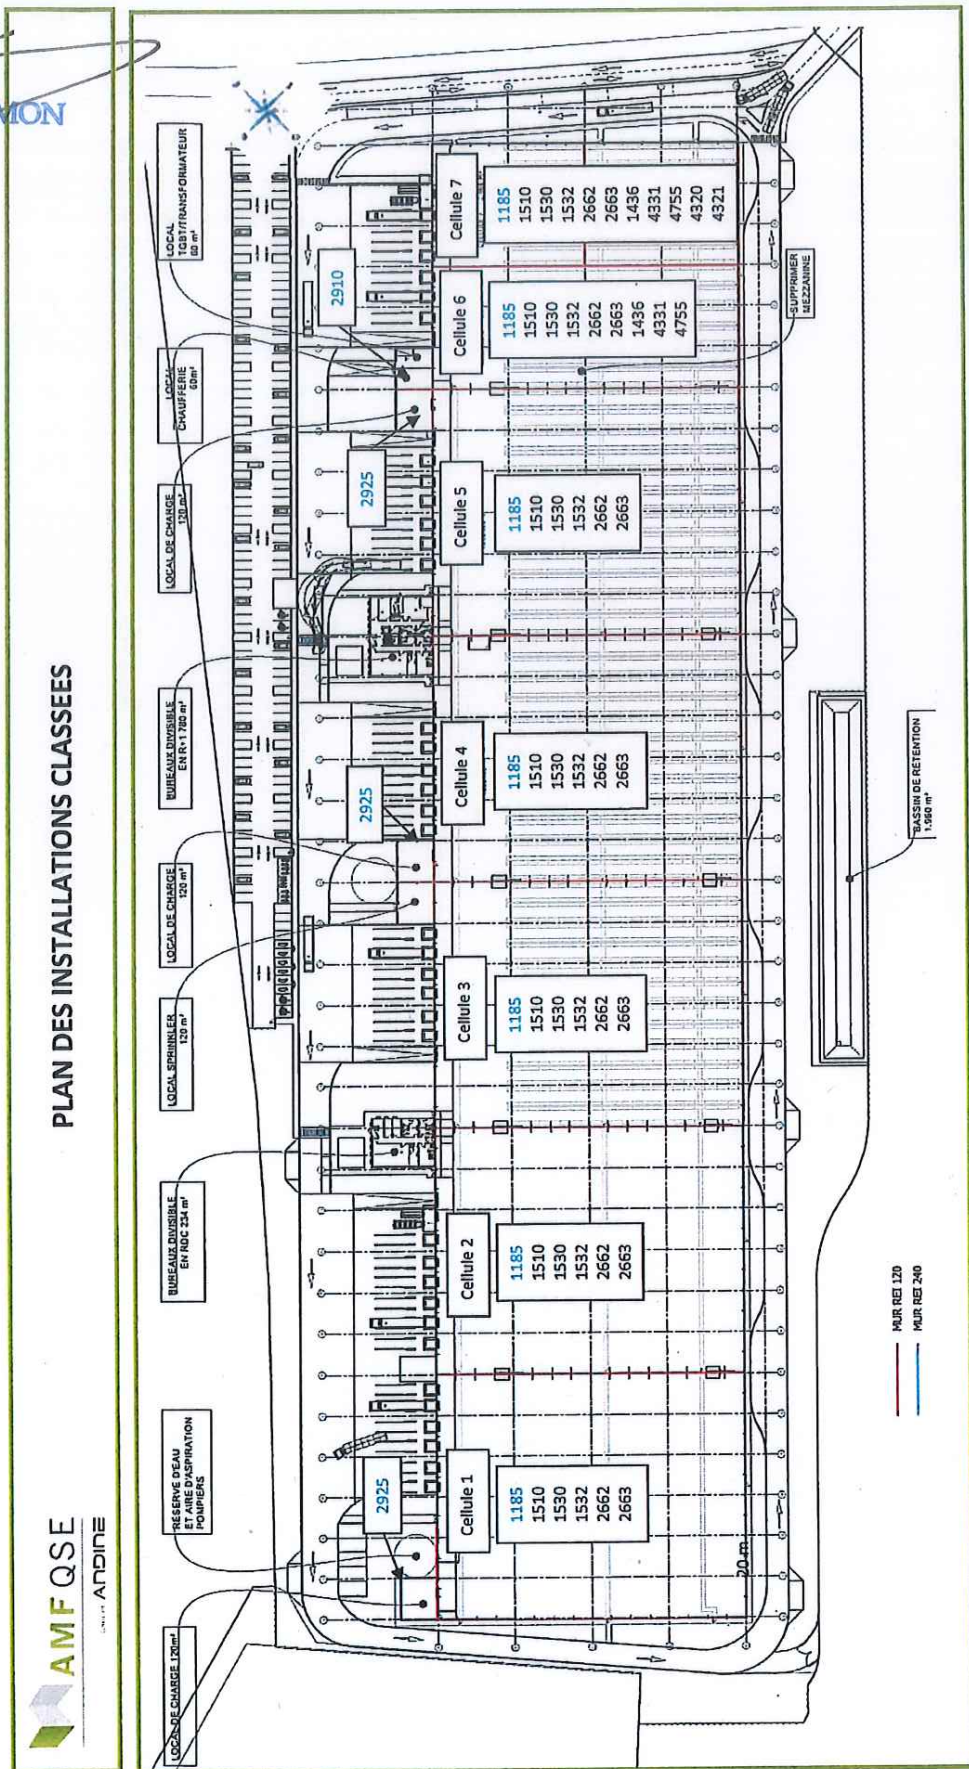 AMF QSE
ANDINE
PLAN DES INSTALLATIONS CLASSEES
MON
LOCAL DE CHARGE 120m²
RESERVE D'EAU
ET AIRE D'ASPIRATION
POMPIERS
BUREAUX DIVISIBLE
EN RDC 234 m²
LOCAL SPRINKLER
120 m²
LOCAL DE CHARGE
120 m²
BUREAUX DIVISIBLE
EN R+1 780 m²
LOCAL DE CHARGE
120 m²
LOCAL
CHAUFFERIE
60m²
LOCAL
TGBT/TRANSFORMATEUR
60 m²
2925
2925
2925
2910
Cellule 1
1185
1510
1530
1532
2662
2663
Cellule 2
1185
1510
1530
1532
2662
2663
Cellule 3
1185
1510
1530
1532
2662
2663
Cellule 4
1185
1510
1530
1532
2662
2663
Cellule 5
1185
1510
1530
1532
2662
2663
Cellule 6
1185
1510
1530
1532
2662
2663
1436
4331
4755
Cellule 7
1185
1510
1530
1532
2662
2663
1436
4331
4755
4320
4321
20 m
SUPPRIMER
MEZZANINE
BASSIN DE RETENTION
1.960 m³
MUR REI 120
MUR REI 240